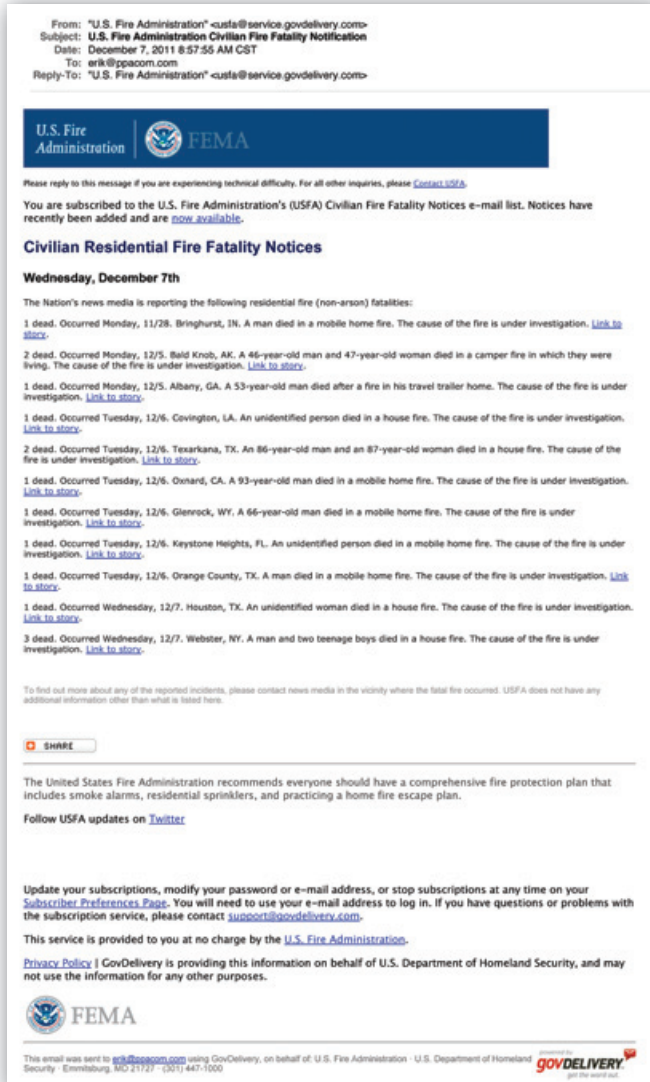 From: "U.S. Fire Administration" <usfa@service.govdelivery.com>
Subject: U.S. Fire Administration Civilian Fire Fatality Notification
Date: December 7, 2011 8:57:55 AM CST
To: erik@ppacom.com
Reply-To: "U.S. Fire Administration" <usfa@service.govdelivery.com>
U.S. Fire
Administration
FEMA
Please reply to this message if you are experiencing technical difficulty. For all other inquiries, please Contact USFA.
You are subscribed to the U.S. Fire Administration's (USFA) Civilian Fire Fatality Notices e-mail list. Notices have
recently been added and are now available.
Civilian Residential Fire Fatality Notices
Wednesday, December 7th
The Nation's news media is reporting the following residential fire (non-arson) fatalities:
1 dead. Occurred Monday, 11/28. Bringhurst, IN. A man died in a mobile home fire. The cause of the fire is under investigation. Link to
story.
2 dead. Occurred Monday, 12/5. Bald Knob, AK. A 46-year-old man and 47-year-old woman died in a camper fire in which they were
living. The cause of the fire is under investigation. Link to story.
1 dead. Occurred Monday, 12/5. Albany, GA. A 53-year-old man died after a fire in his travel trailer home. The cause of the fire is under
investigation. Link to story.
1 dead. Occurred Tuesday, 12/6. Covington, LA. An unidentified person died in a house fire. The cause of the fire is under investigation.
Link to story.
2 dead. Occurred Tuesday, 12/6. Texarkana, TX. An 86-year-old man and an 87-year-old woman died in a house fire. The cause of the
fire is under investigation. Link to story.
1 dead. Occurred Tuesday, 12/6. Oxnard, CA. A 93-year-old man died in a mobile home fire. The cause of the fire is under investigation.
Link to story.
1 dead. Occurred Tuesday, 12/6. Glenrock, WY. A 66-year-old man died in a mobile home fire. The cause of the fire is under
investigation. Link to story.
1 dead. Occurred Tuesday, 12/6. Keystone Heights, FL. An unidentified person died in a mobile home fire. The cause of the fire is under
investigation. Link to story.
1 dead. Occurred Tuesday, 12/6. Orange County, TX. A man died in a mobile home fire. The cause of the fire is under investigation. Link
to story.
1 dead. Occurred Wednesday, 12/7. Houston, TX. An unidentified woman died in a house fire. The cause of the fire is under investigation.
Link to story.
3 dead. Occurred Wednesday, 12/7. Webster, NY. A man and two teenage boys died in a house fire. The cause of the fire is under
investigation. Link to story.
To find out more about any of the reported incidents, please contact news media in the vicinity where the fatal fire occurred. USFA does not have any
additional information other than what is listed here.
SHARE
The United States Fire Administration recommends everyone should have a comprehensive fire protection plan that
includes smoke alarms, residential sprinklers, and practicing a home fire escape plan.
Follow USFA updates on Twitter
Update your subscriptions, modify your password or e-mail address, or stop subscriptions at any time on your
Subscriber Preferences Page. You will need to use your e-mail address to log in. If you have questions or problems with
the subscription service, please contact support@govdelivery.com.
This service is provided to you at no charge by the U.S. Fire Administration.
Privacy Policy | GovDelivery is providing this information on behalf of U.S. Department of Homeland Security, and may
not use the information for any other purposes.
FEMA
This email was sent to erik@ppacom.com using GovDelivery, on behalf of: U.S. Fire Administration · U.S. Department of Homeland
Security · Emmitsburg, MD 21727 · (301) 447-1000
powered by
GOVDELIVERY
get the word out.